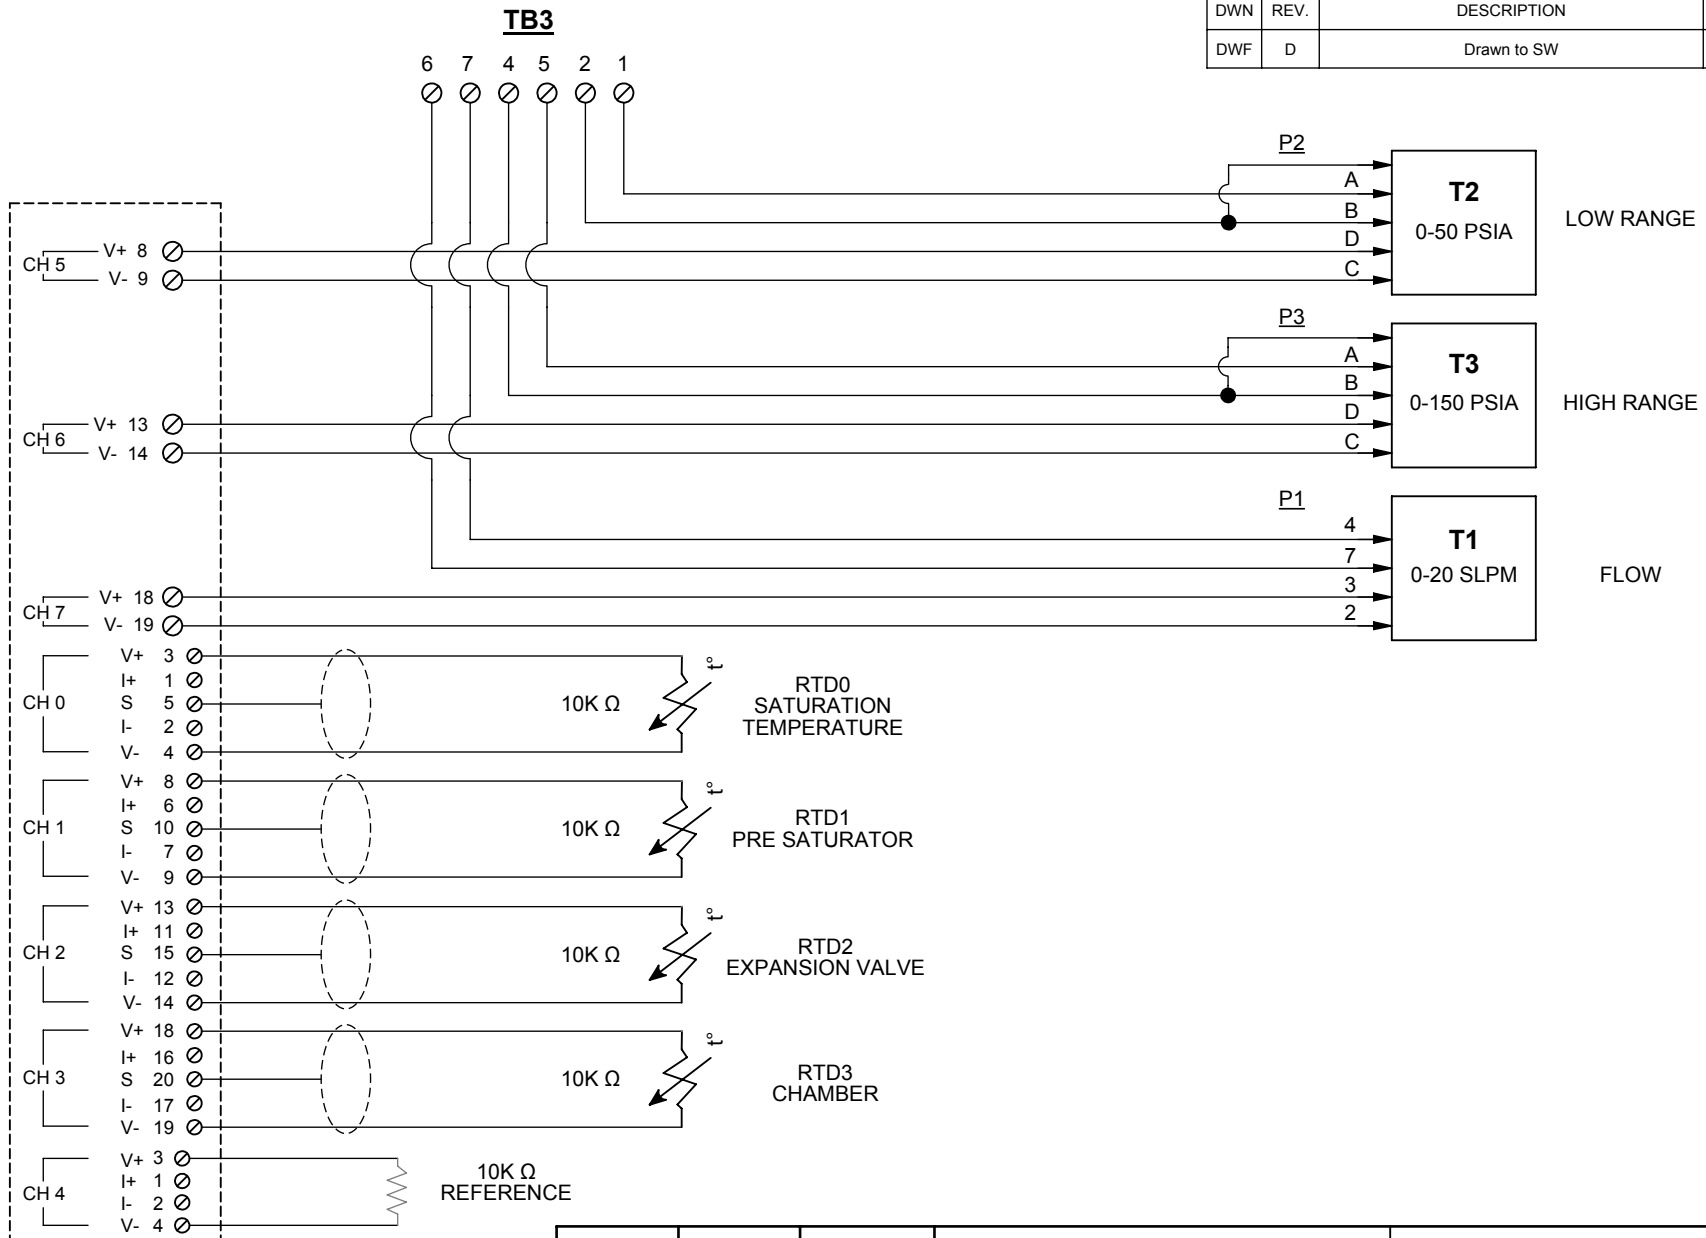 TB3
DWN REV. DESCRIPTION
DWF D Drawn to SW
6 7 4 5 2 1
P2
A
B
D
C
T2
0-50 PSIA
LOW RANGE
CH 5
V+ 8
V- 9
P3
A
B
D
C
T3
0-150 PSIA
HIGH RANGE
CH 6
V+ 13
V- 14
P1
4
7
3
2
T1
0-20 SLPM
FLOW
CH 7
V+ 18
V- 19
CH 0
V+ 3
I+ 1
S 5
I- 2
V- 4
10K Ω
t°
RTD0
SATURATION
TEMPERATURE
CH 1
V+ 8
I+ 6
S 10
I- 7
V- 9
10K Ω
t°
RTD1
PRE SATURATOR
CH 2
V+ 13
I+ 11
S 15
I- 12
V- 14
10K Ω
t°
RTD2
EXPANSION VALVE
CH 3
V+ 18
I+ 16
S 20
I- 17
V- 19
10K Ω
t°
RTD3
CHAMBER
CH 4
V+ 3
I+ 1
I- 2
V- 4
10K Ω
REFERENCE